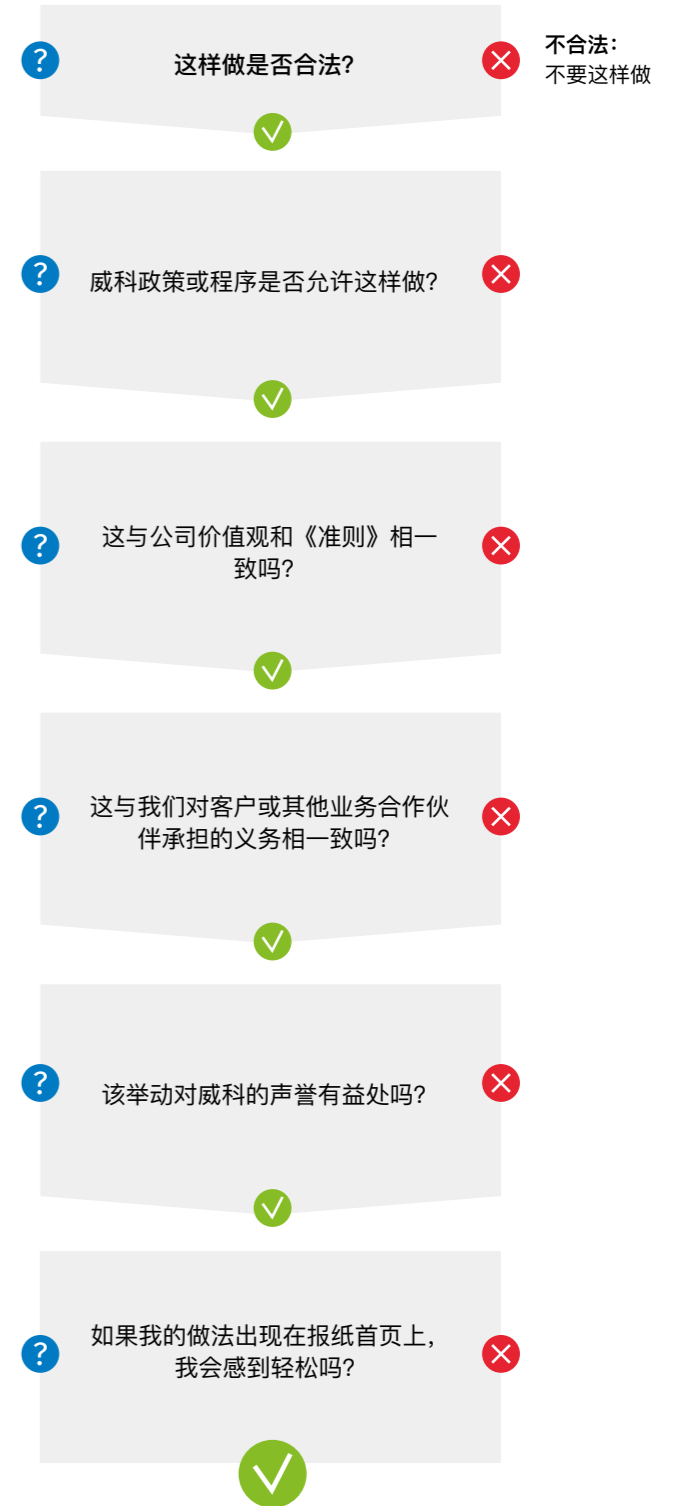 这样做是否合法?
不合法:
不要这样做
威科政策或程序是否允许这样做?
这与公司价值观和《准则》相一
致吗?
这与我们对客户或其他业务合作伙
伴承担的义务相一致吗?
该举动对威科的声誉有益处吗?
如果我的做法出现在报纸首页上,
我会感到轻松吗?